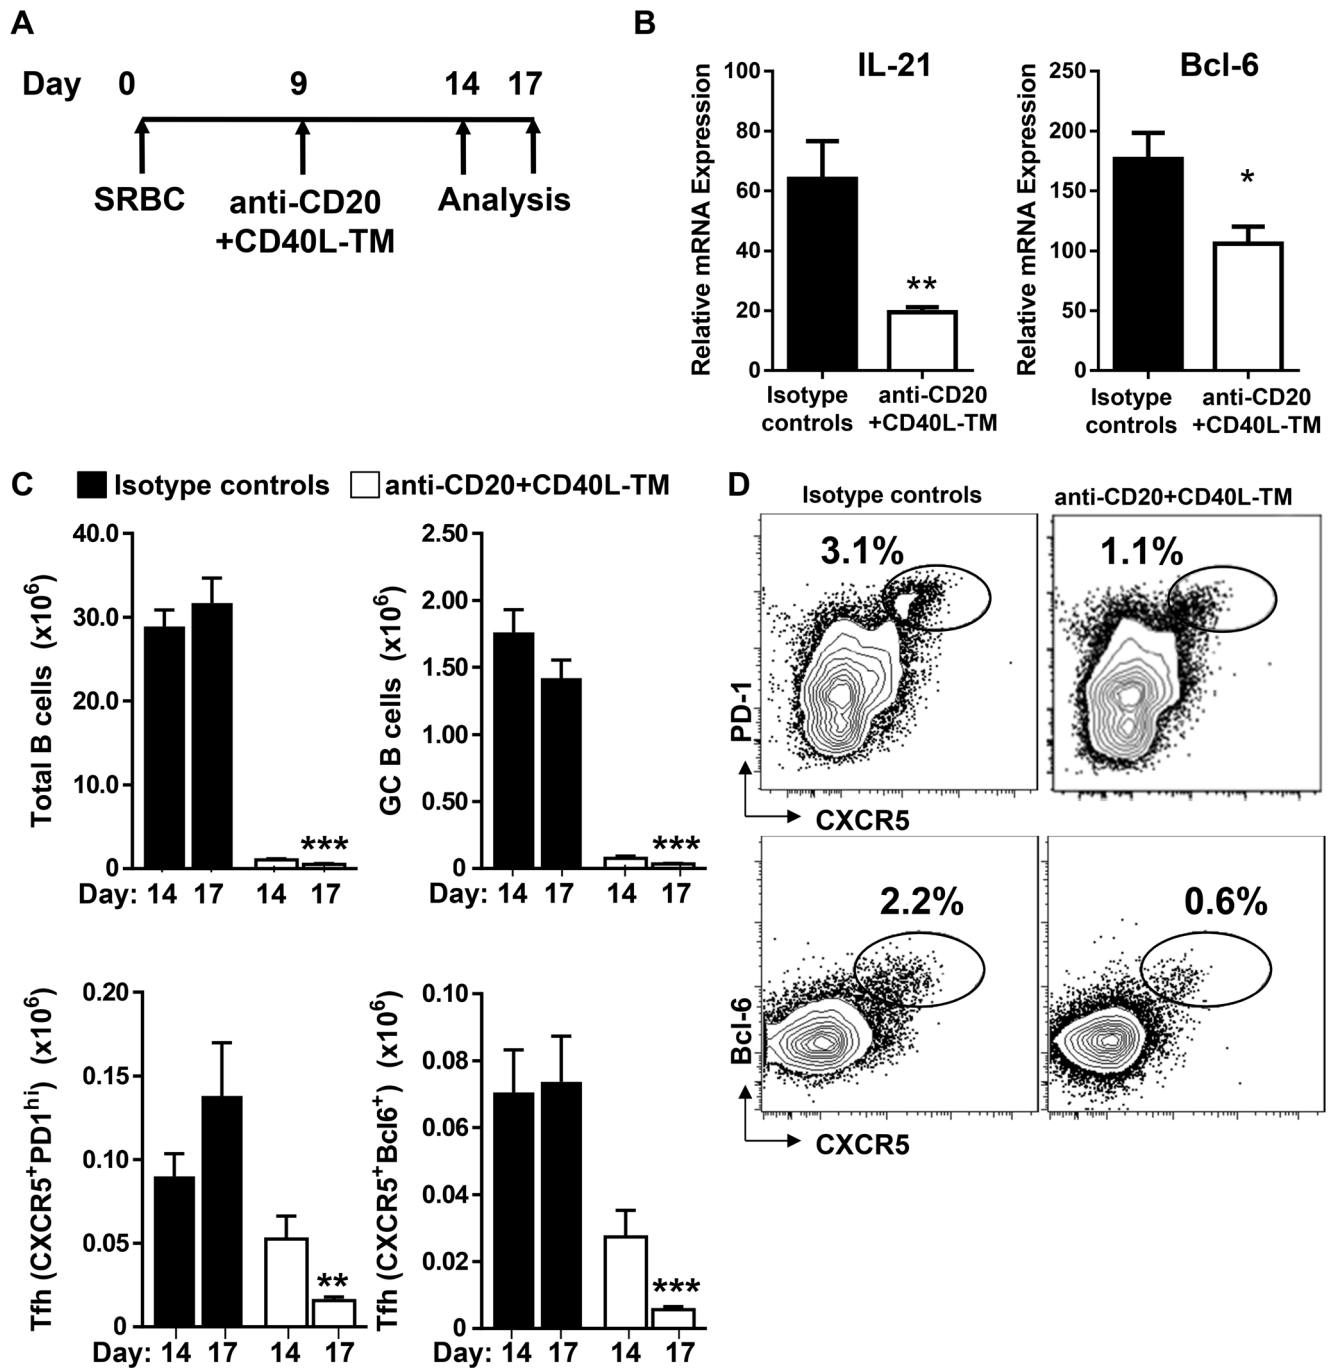 A
Day 0 9 14 17
SRBC
anti-CD20
+CD40L-TM
Analysis
B
IL-21
Relative mRNA Expression
100
80
60
40
20
0
**
Isotype
controls
anti-CD20
+CD40L-TM
Bcl-6
Relative mRNA Expression
250
200
150
100
50
0
*
Isotype
controls
anti-CD20
+CD40L-TM
C
Isotype controls
anti-CD20+CD40L-TM
Total B cells (x10⁶)
40.0
30.0
20.0
10.0
0
***
Day: 14 17 14 17
GC B cells (x10⁶)
2.50
2.00
1.50
1.00
0.50
0
***
Day: 14 17 14 17
Tfh (CXCR5⁺PD1ʰⁱ) (x10⁶)
0.20
0.15
0.10
0.05
0
**
Day: 14 17 14 17
Tfh (CXCR5⁺Bcl6⁺) (x10⁶)
0.10
0.08
0.06
0.04
0.02
0
***
Day: 14 17 14 17
D
Isotype controls
anti-CD20+CD40L-TM
3.1%
1.1%
PD-1
CXCR5
2.2%
0.6%
Bcl-6
CXCR5